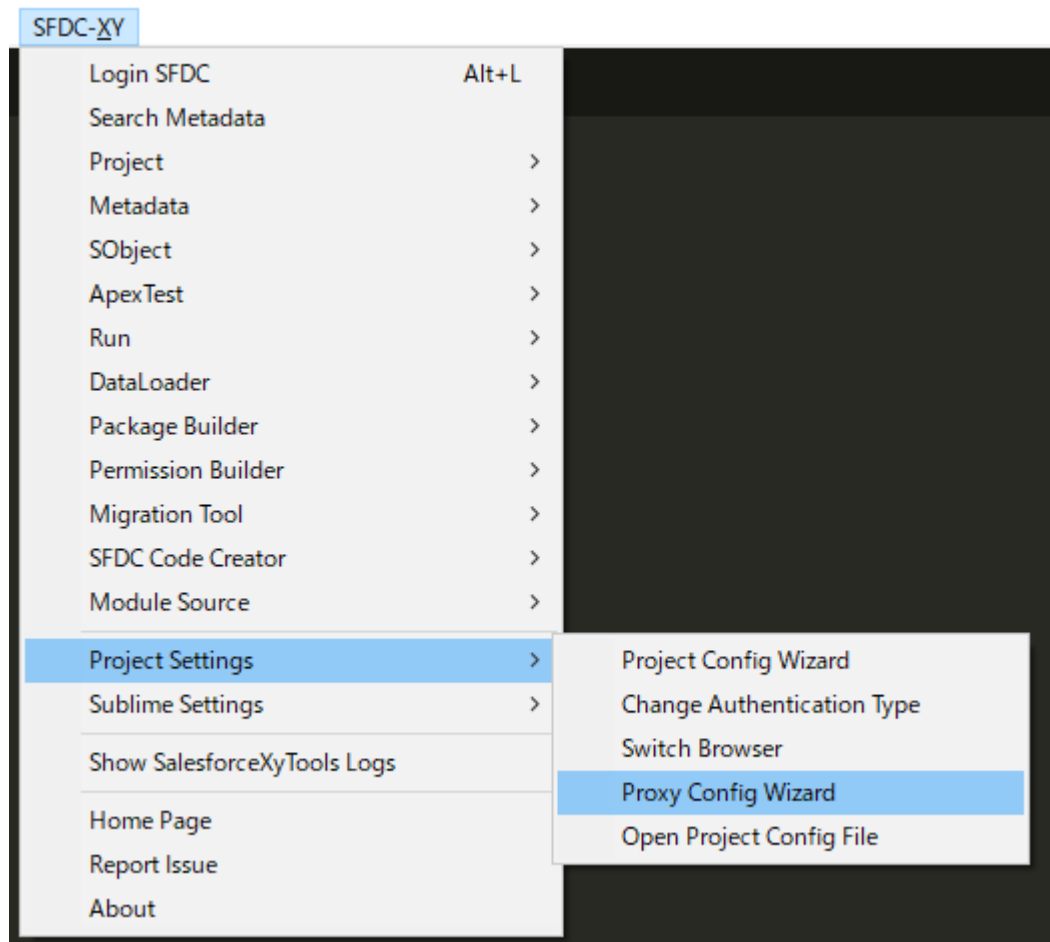 SFDC-XY
Login SFDC Alt+L
Search Metadata
Project
Metadata
SObject
ApexTest
Run
DataLoader
Package Builder
Permission Builder
Migration Tool
SFDC Code Creator
Module Source
Project Settings
Sublime Settings
Show SalesforceXyTools Logs
Home Page
Report Issue
About
Project Config Wizard
Change Authentication Type
Switch Browser
Proxy Config Wizard
Open Project Config File